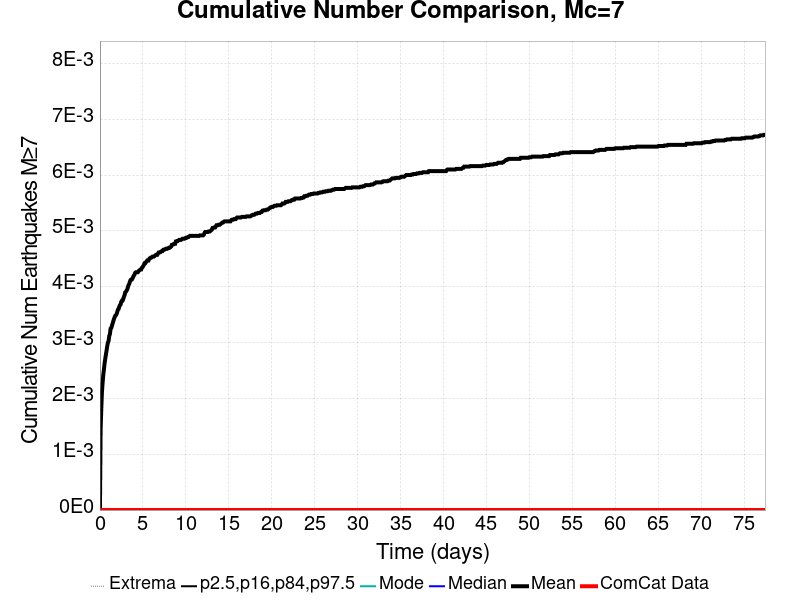 Cumulative Number Comparison, Mc=7
Cumulative Num Earthquakes M≥7
8E-3
7E-3
6E-3
5E-3
4E-3
3E-3
2E-3
1E-3
0E0
0 5 10 15 20 25 30 35 40 45 50 55 60 65 70 75
Time (days)
Extrema p2.5,p16,p84,p97.5 Mode Median Mean ComCat Data